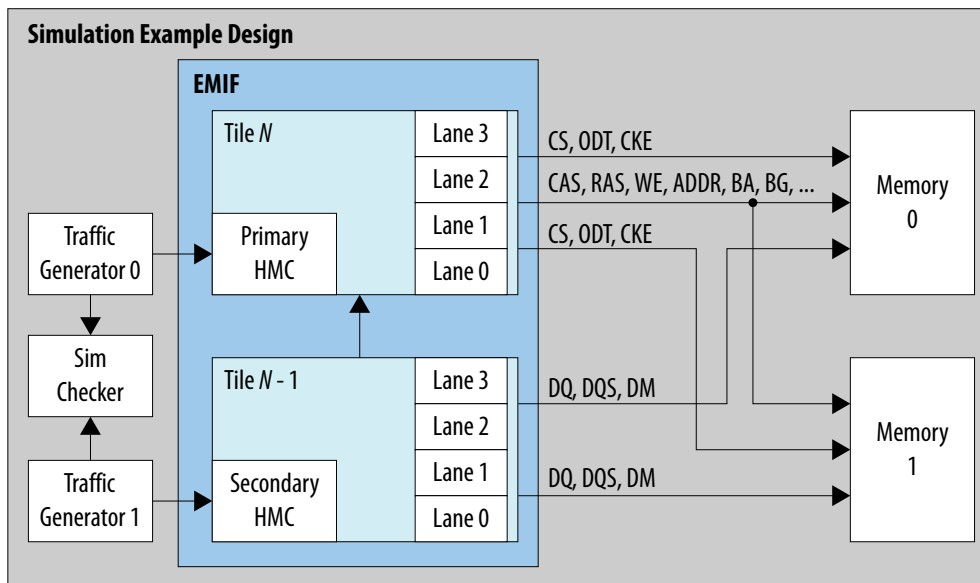 Simulation Example Design
EMIF
Tile N
Lane 3
Lane 2
Lane 1
Lane 0
Primary
HMC
CS, ODT, CKE
CAS, RAS, WE, ADDR, BA, BG, ...
CS, ODT, CKE
Memory
0
Traffic
Generator 0
Sim
Checker
Traffic
Generator 1
Tile N - 1
Lane 3
Lane 2
Lane 1
Lane 0
Secondary
HMC
DQ, DQS, DM
DQ, DQS, DM
Memory
1